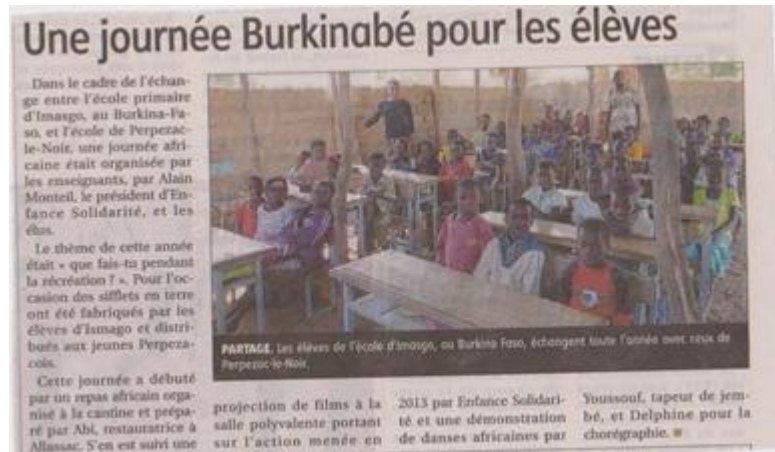 Une journée Burkinabé pour les élèves
Dans le cadre de l'échan-
ge entre l'école primaire
d'Imasgo, au Burkina-Fa-
so, et l'école de Perpezac-
le-Noir, une journée afri-
caine était organisée par
les enseignants, par Alain
Monteil, le président d'En-
fance Solidarité, et les
élus.
Le thème de cette année
était « que fais-tu pendant
la récréation ? ». Pour l'oc-
casion des sifflets en terre
ont été fabriqués par les
élèves d'Ismago et distri-
bués aux jeunes Perpeza-
cois.
Cette journée a débuté
par un repas africain orga-
nisé à la cantine et prépa-
ré par Abi, restauratrice à
Allassac. S'en est suivi une
PARTAGE. Les élèves de l'école d'Imasgo, au Burkina Faso, échangent toute l'année avec ceux de
Perpezac-le-Noir.
projection de films à la
salle polyvalente portant
sur l'action menée en
2013 par Enfance Solidari-
té et une démonstration
de danses africaines par
Youssouf, tapeur de jem-
bé, et Delphine pour la
chorégraphie.